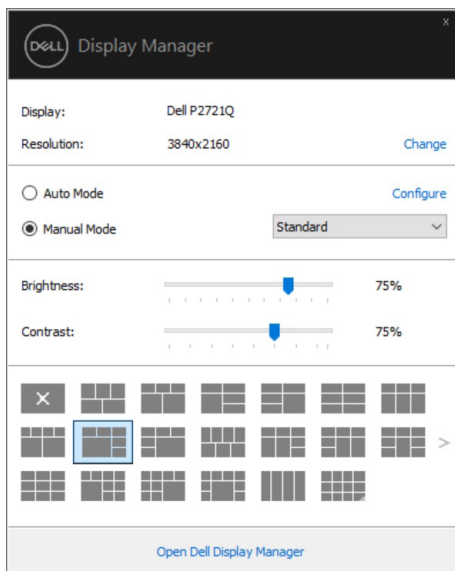 x
DELL Display Manager
Display: Dell P2721Q
Resolution: 3840x2160 Change
Auto Mode Configure
Manual Mode Standard
Brightness: 75%
Contrast: 75%
>
Open Dell Display Manager